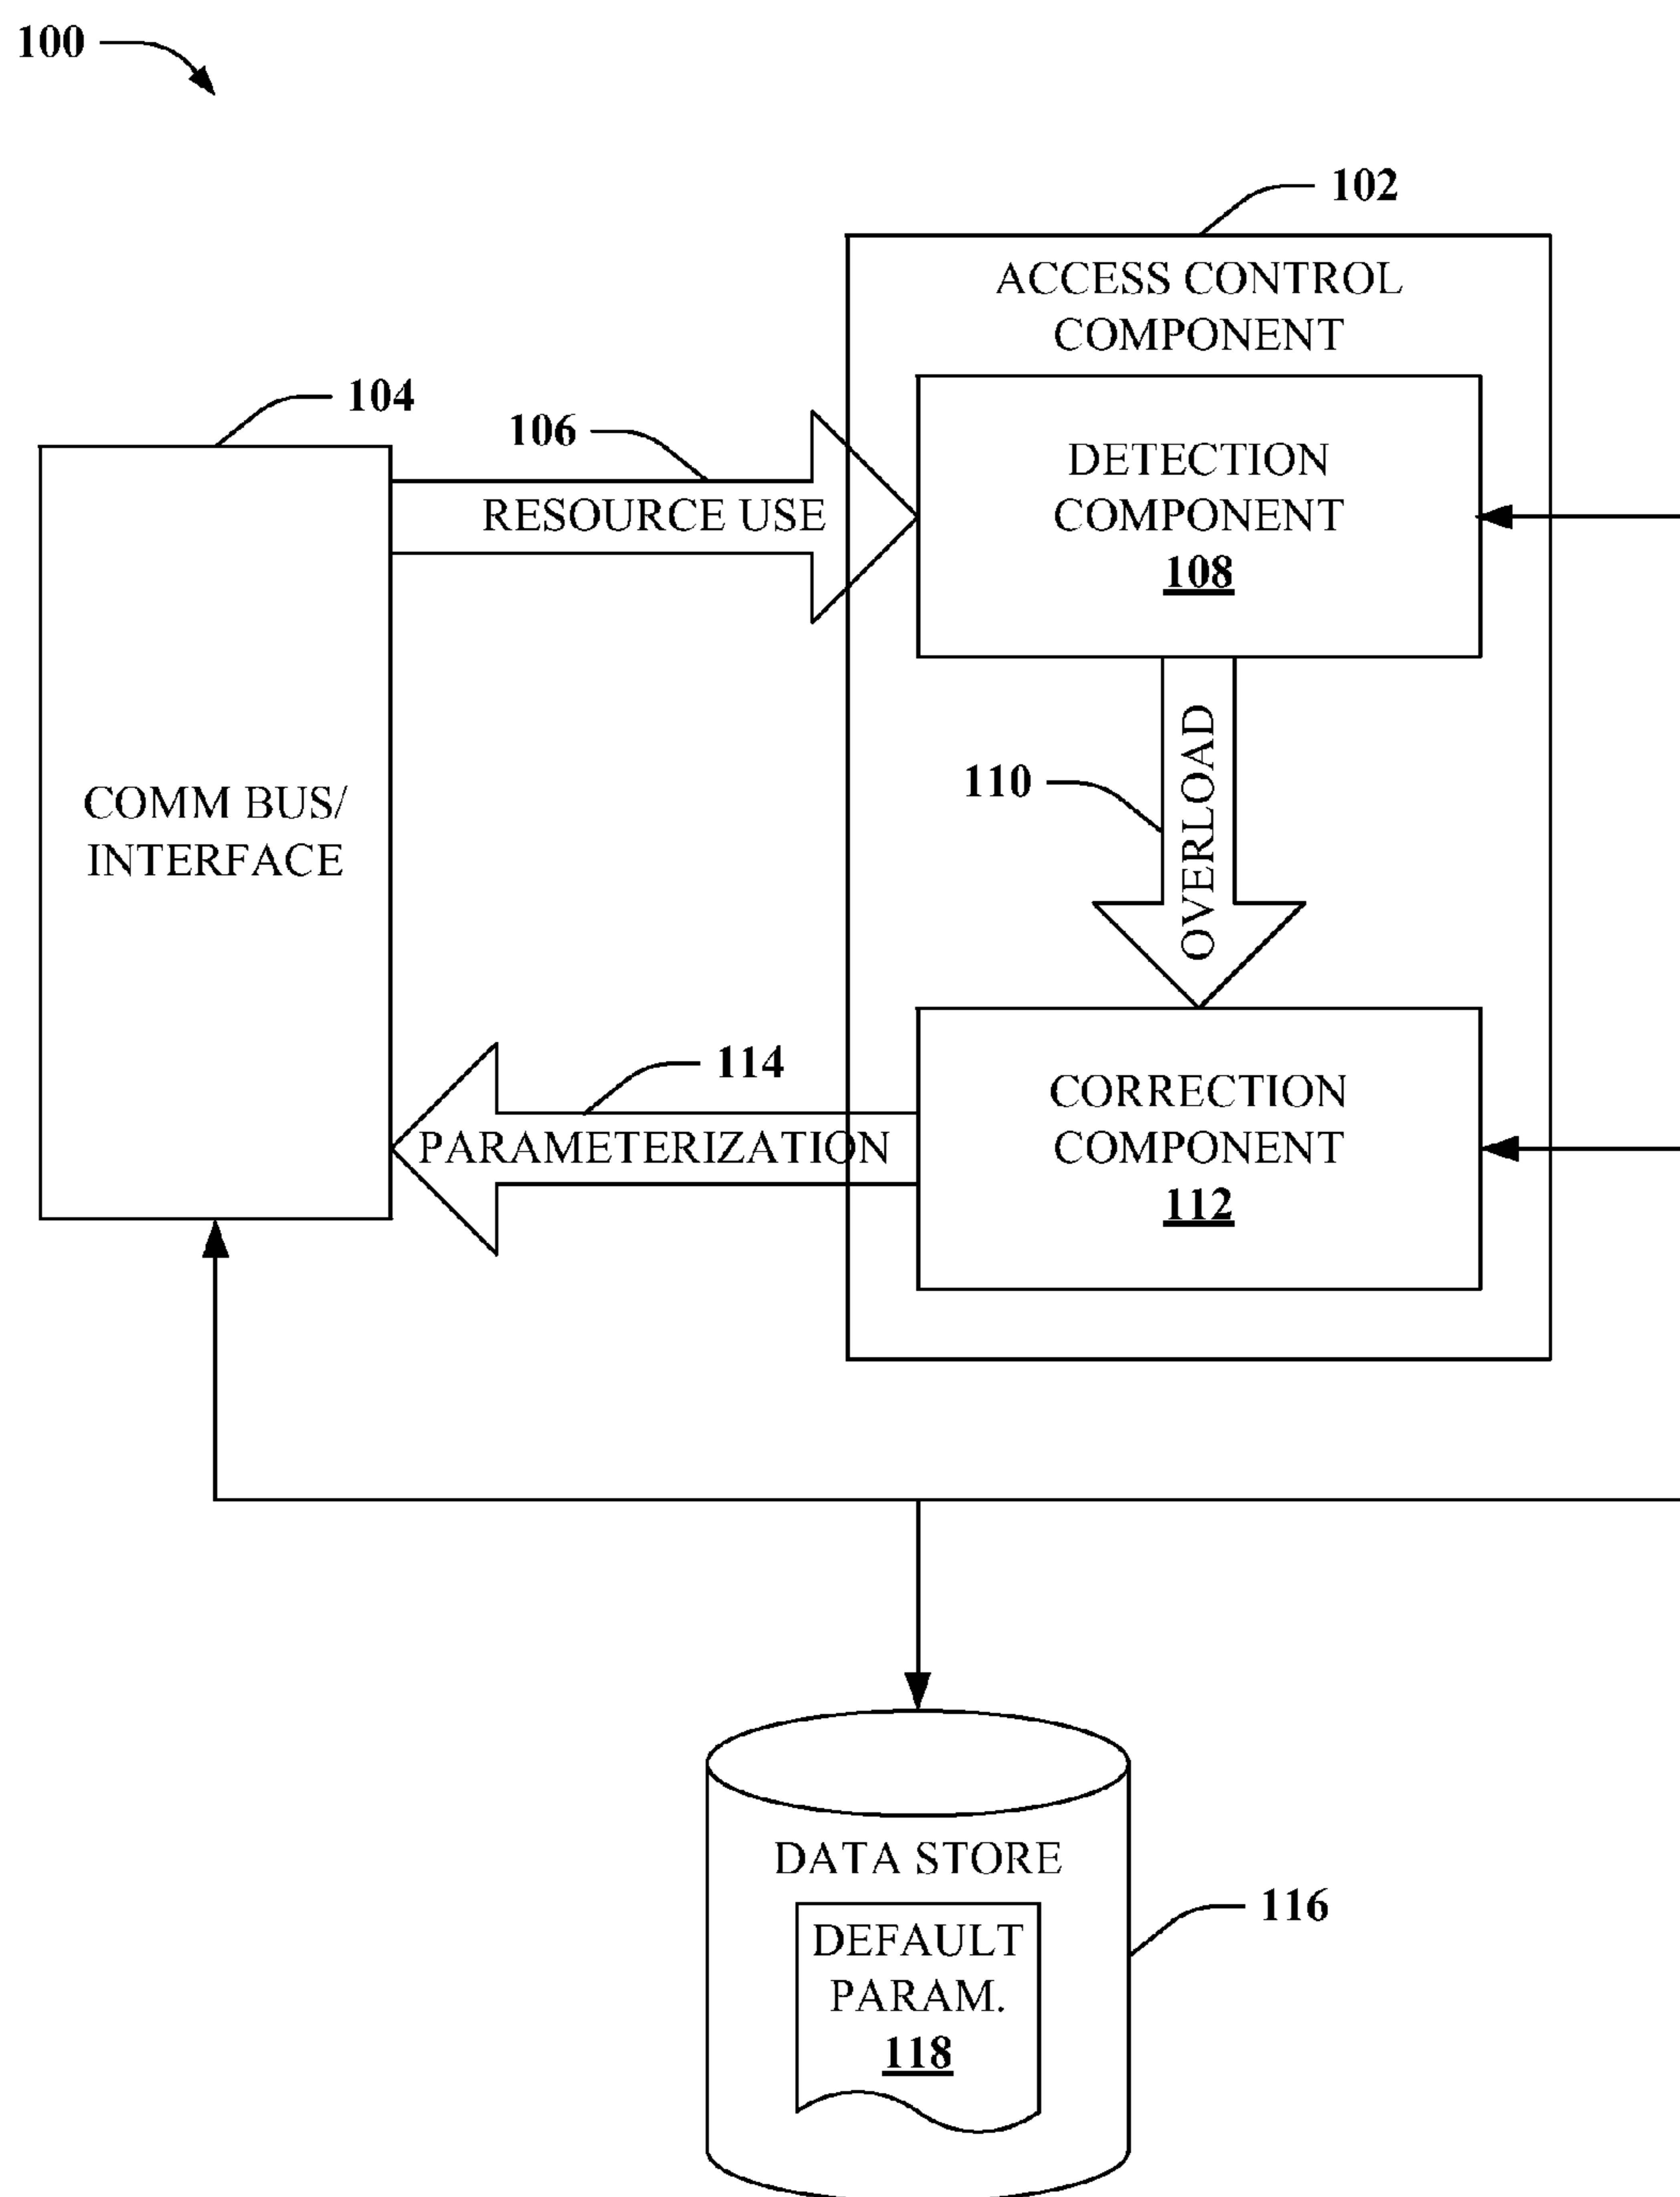 100
102
ACCESS CONTROL
COMPONENT
104
106
RESOURCE USE
DETECTION
COMPONENT
108
110
OVERLOAD
COMM BUS/
INTERFACE
114
PARAMETERIZATION
CORRECTION
COMPONENT
112
DATA STORE
116
DEFAULT
PARAM.
118